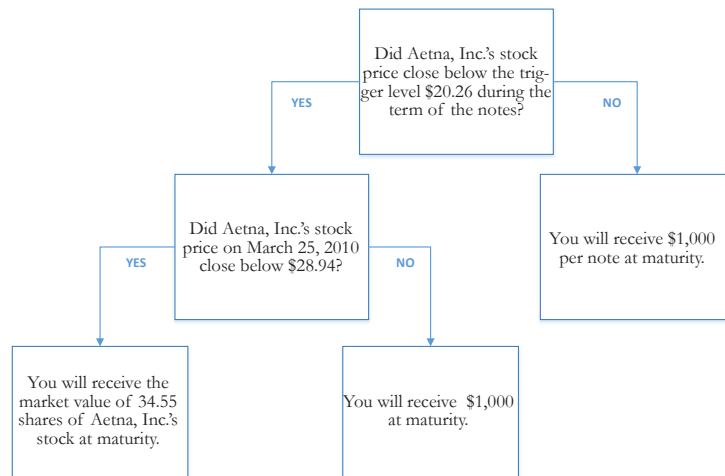 Did Aetna, Inc.'s stock
price close below the trig-
ger level $20.26 during the
term of the notes?
YES
NO
Did Aetna, Inc.'s stock
price on March 25, 2010
close below $28.94?
You will receive $1,000
per note at maturity.
YES
NO
You will receive the
market value of 34.55
shares of Aetna, Inc.'s
stock at maturity.
You will receive $1,000
at maturity.